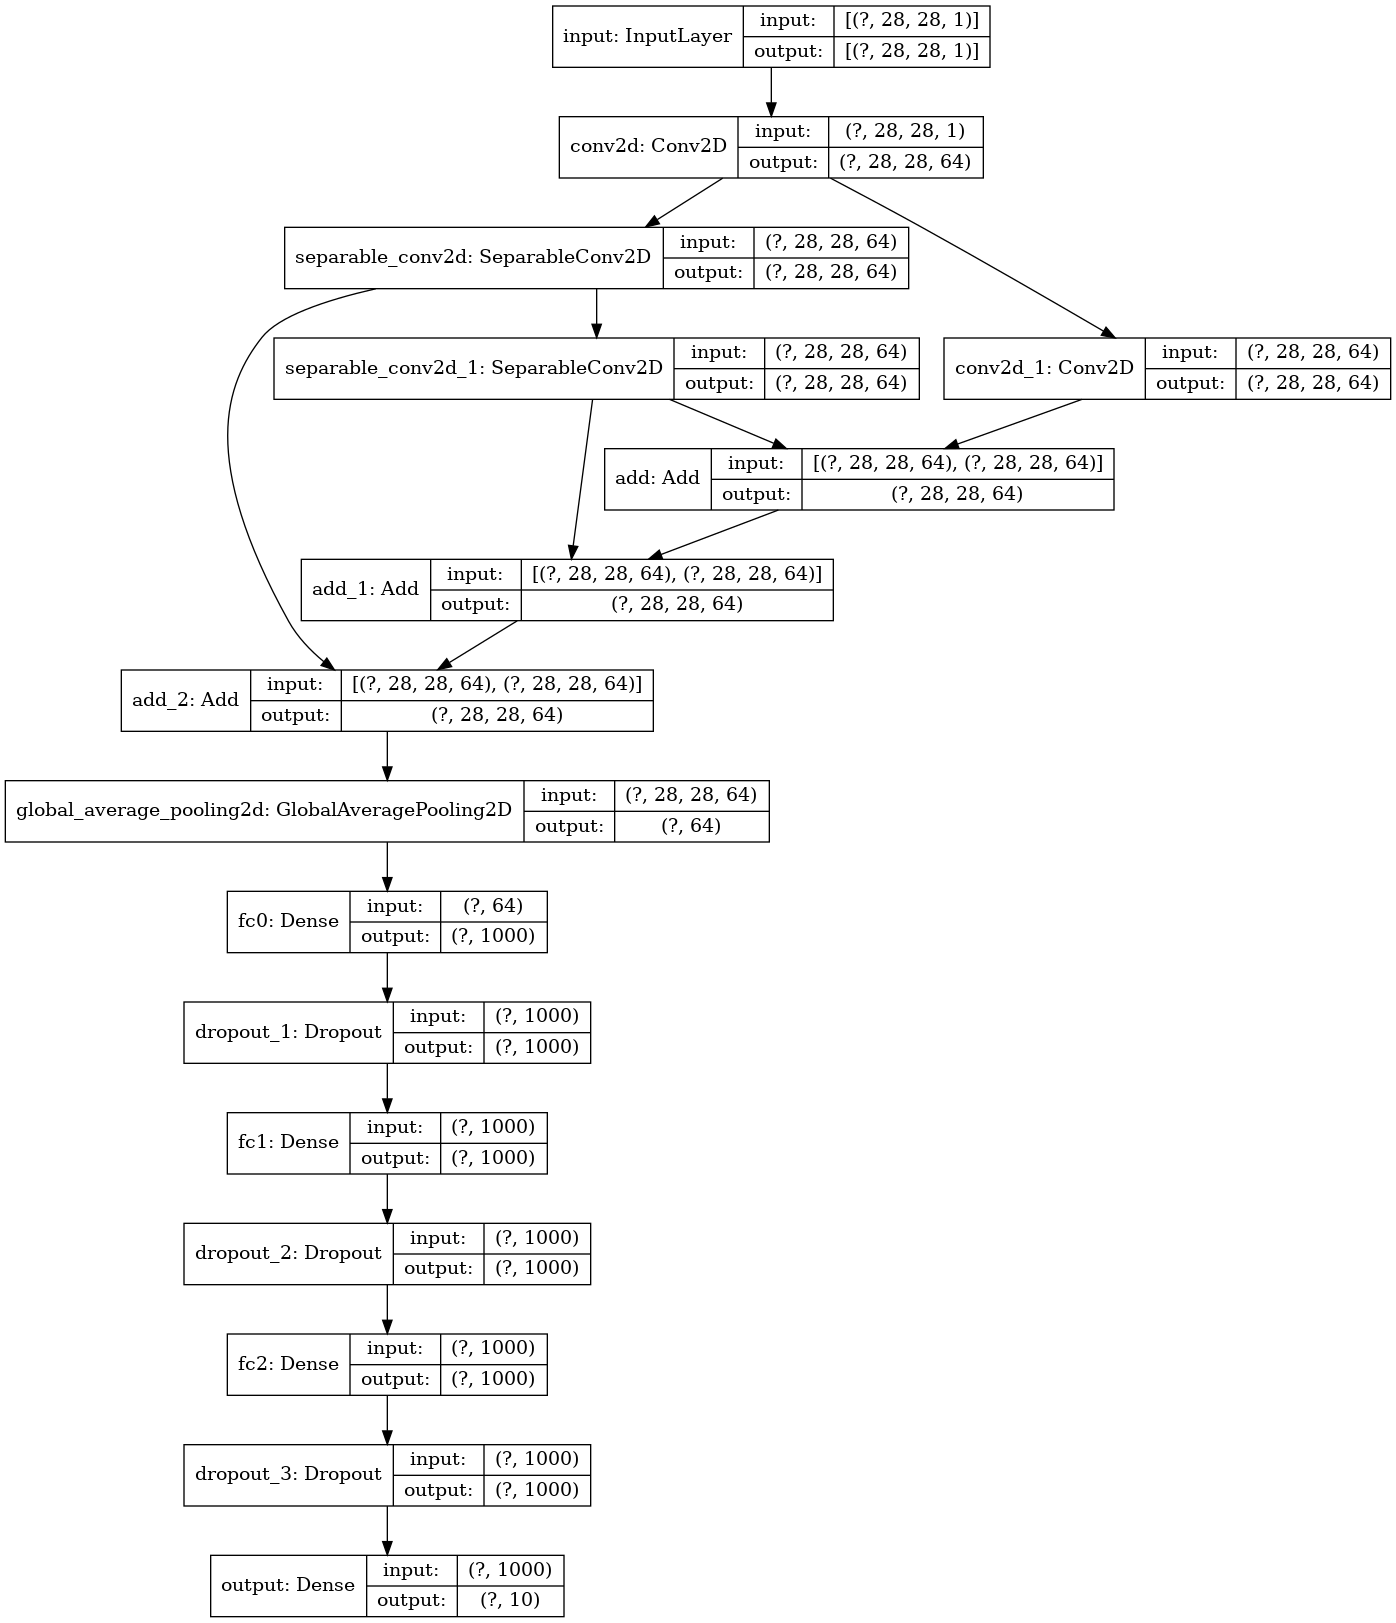 input: InputLayer
input: [(?, 28, 28, 1)]
output: [(?, 28, 28, 1)]
conv2d: Conv2D
input: (?, 28, 28, 1)
output: (?, 28, 28, 64)
separable_conv2d: SeparableConv2D
input: (?, 28, 28, 64)
output: (?, 28, 28, 64)
separable_conv2d_1: SeparableConv2D
input: (?, 28, 28, 64)
output: (?, 28, 28, 64)
conv2d_1: Conv2D
input: (?, 28, 28, 64)
output: (?, 28, 28, 64)
add: Add
input: [(?, 28, 28, 64), (?, 28, 28, 64)]
output: (?, 28, 28, 64)
add_1: Add
input: [(?, 28, 28, 64), (?, 28, 28, 64)]
output: (?, 28, 28, 64)
add_2: Add
input: [(?, 28, 28, 64), (?, 28, 28, 64)]
output: (?, 28, 28, 64)
global_average_pooling2d: GlobalAveragePooling2D
input: (?, 28, 28, 64)
output: (?, 64)
fc0: Dense
input: (?, 64)
output: (?, 1000)
dropout_1: Dropout
input: (?, 1000)
output: (?, 1000)
fc1: Dense
input: (?, 1000)
output: (?, 1000)
dropout_2: Dropout
input: (?, 1000)
output: (?, 1000)
fc2: Dense
input: (?, 1000)
output: (?, 1000)
dropout_3: Dropout
input: (?, 1000)
output: (?, 1000)
output: Dense
input: (?, 1000)
output: (?, 10)